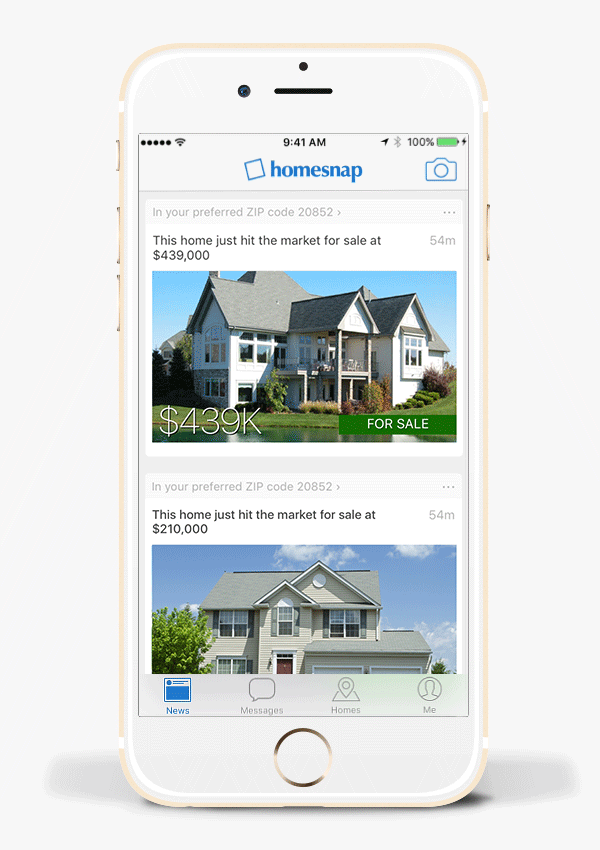 9:41 AM 100%
homesnap
In your preferred ZIP code 20852 ›
This home just hit the market for sale at $439,000 54m
$439K FOR SALE
In your preferred ZIP code 20852 ›
This home just hit the market for sale at $210,000 54m
News Messages Homes Me